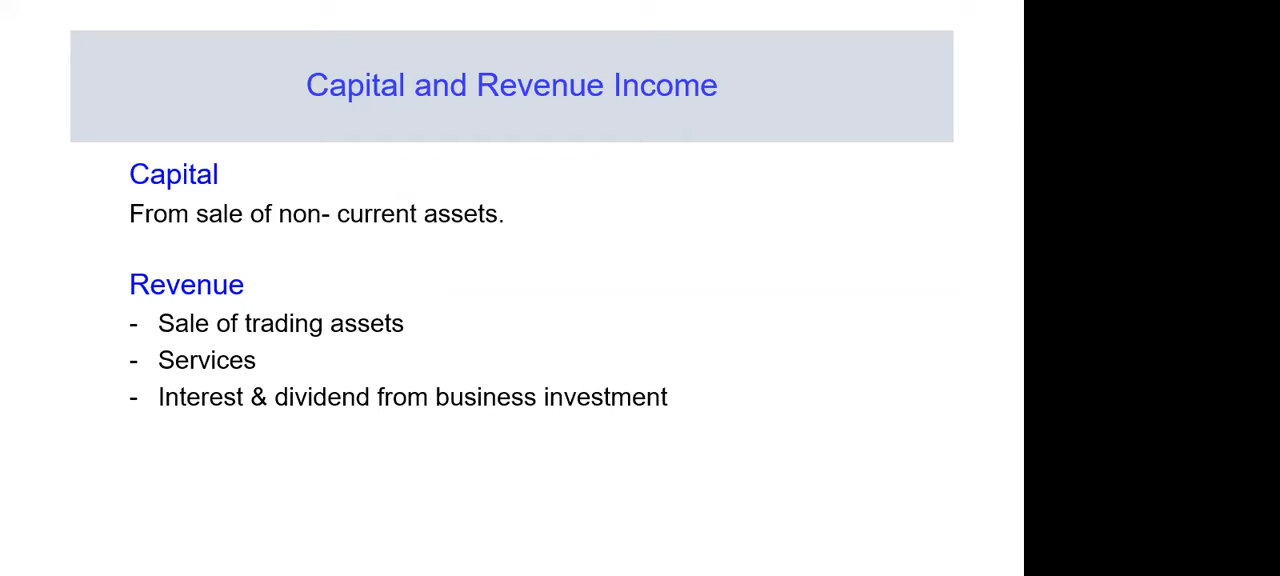 Capital and Revenue Income
Capital
From sale of non- current assets.
Revenue
- Sale of trading assets
- Services
- Interest & dividend from business investment